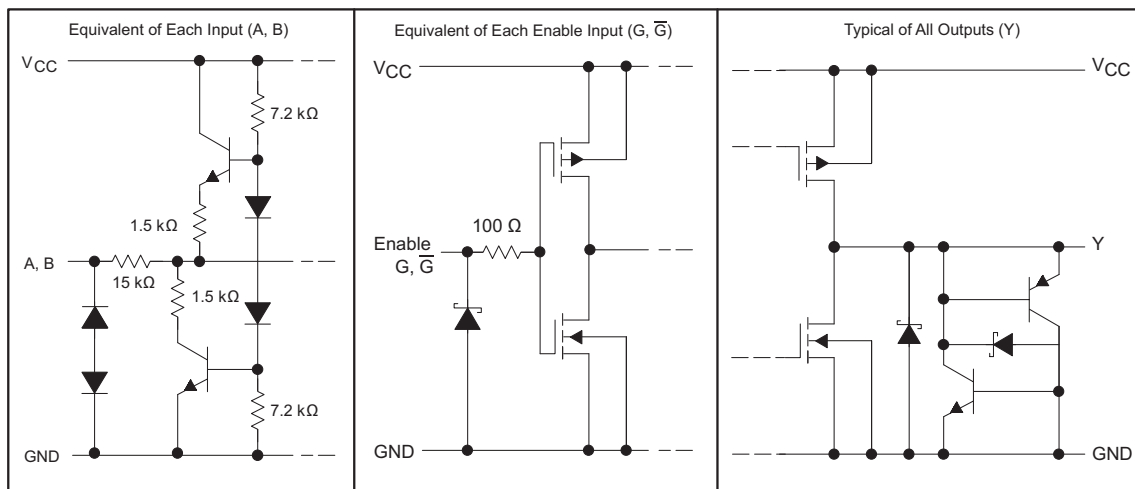 Equivalent of Each Input (A, B)
VCC
7.2 kΩ
1.5 kΩ
A, B
15 kΩ
1.5 kΩ
7.2 kΩ
GND
Equivalent of Each Enable Input (G, G̅)
VCC
100 Ω
Enable
G, G̅
GND
Typical of All Outputs (Y)
VCC
Y
GND